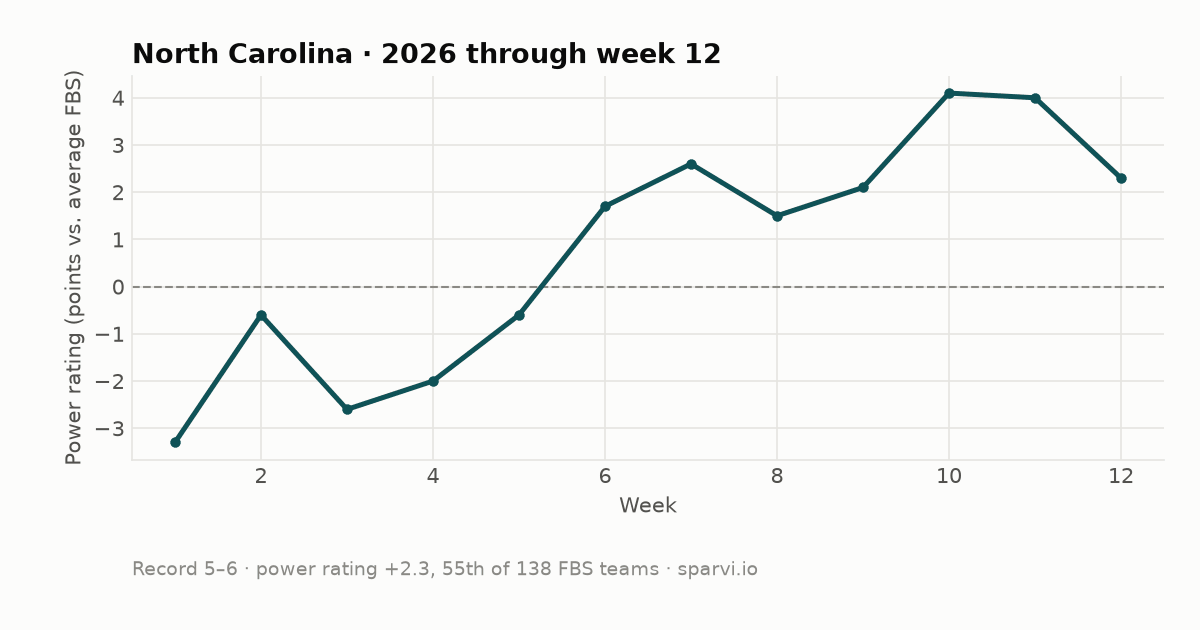 North Carolina · 2026 through week 12
Power rating (points vs. average FBS)
4
3
2
1
0
−1
−2
−3
2 4 6 8 10 12
Week
Record 5–6 · power rating +2.3, 55th of 138 FBS teams · sparvi.io